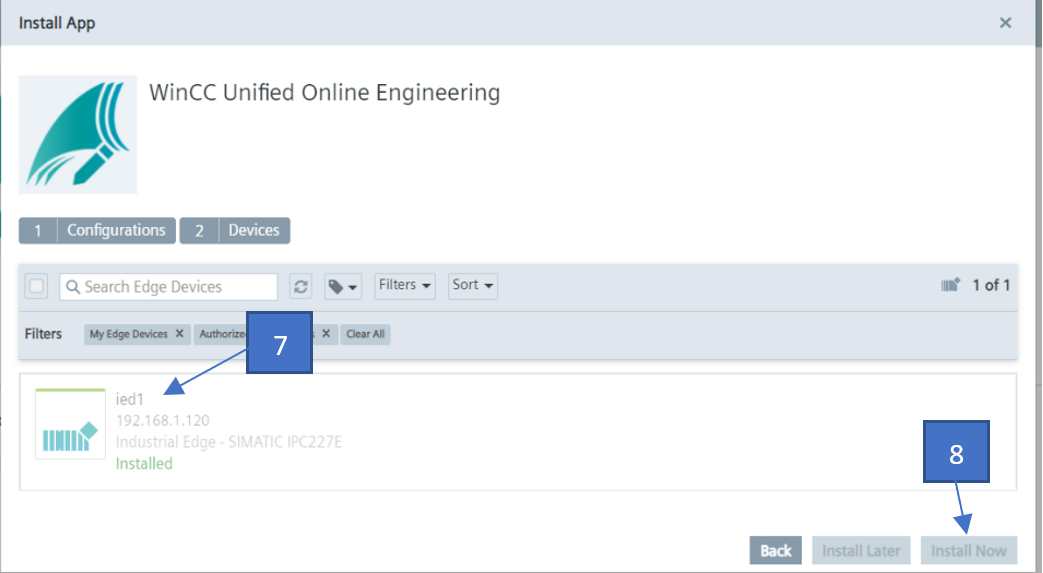 Install App
WinCC Unified Online Engineering
1 Configurations 2 Devices
Search Edge Devices Filters Sort 1 of 1
Filters My Edge Devices X Clear All
7
ied1
192.168.1.120
Industrial Edge - SIMATIC IPC227E
Installed
8
Back Install Later Install Now